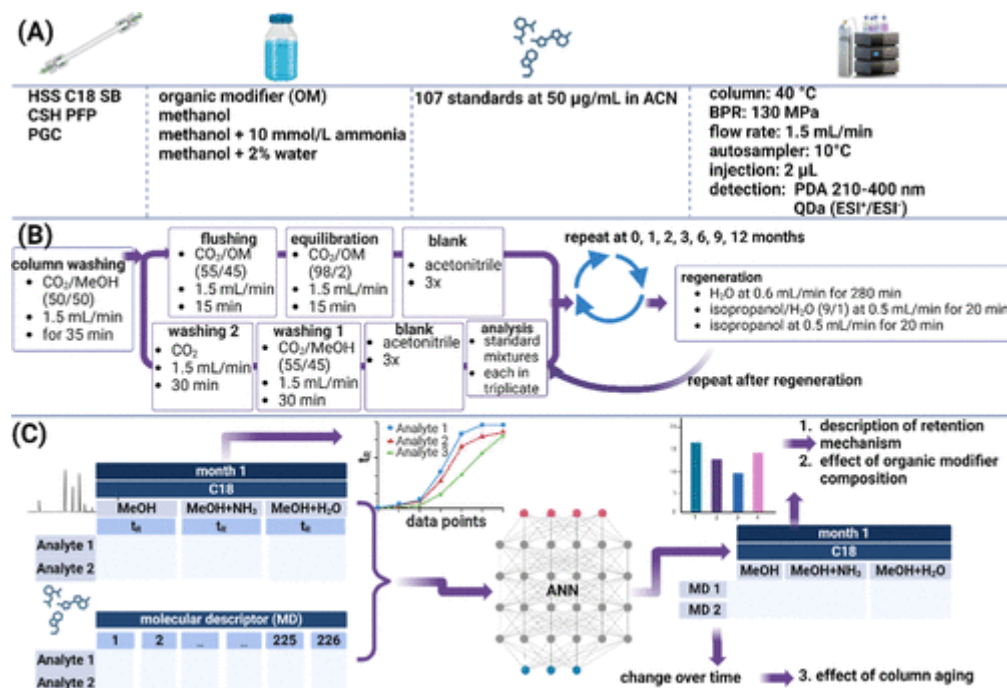 (A)
HSS C18 SB
CSH PFP
PGC
organic modifier (OM)
methanol
methanol + 10 mmol/L ammonia
methanol + 2% water
107 standards at 50 µg/mL in ACN
column: 40 °C
BPR: 130 MPa
flow rate: 1.5 mL/min
autosampler: 10°C
injection: 2 µL
detection: PDA 210-400 nm
QDa (ESI⁺/ESI⁻)
(B)
column washing
• CO₂/MeOH
(50/50)
• 1.5 mL/min
• for 35 min
flushing
• CO₂/OM
(55/45)
• 1.5 mL/min
• 15 min
equilibration
• CO₂/OM
(98/2)
• 1.5 mL/min
• 15 min
blank
• acetonitrile
• 3x
washing 2
• CO₂
• 1.5 mL/min
• 30 min
washing 1
• CO₂/MeOH
(55/45)
• 1.5 mL/min
• 30 min
blank
• acetonitrile
• 3x
analysis
• standard
mixtures
• each in
triplicate
repeat at 0, 1, 2, 3, 6, 9, 12 months
regeneration
• H₂O at 0.6 mL/min for 280 min
• isopropanol/H₂O (9/1) at 0.5 mL/min for 20 min
• isopropanol at 0.5 mL/min for 20 min
repeat after regeneration
(C)
month 1
C18
MeOH MeOH+NH₃ MeOH+H₂O
tR tR tR
Analyte 1
Analyte 2
molecular descriptor (MD)
1 2 ... ... 225 226
Analyte 1
Analyte 2
tR
Analyte 1
Analyte 2
Analyte 3
data points
ANN
1 2 3 4
1. description of retention
mechanism
2. effect of organic modifier
composition
month 1
C18
MeOH MeOH+NH₃ MeOH+H₂O
MD 1
MD 2
change over time
3. effect of column aging